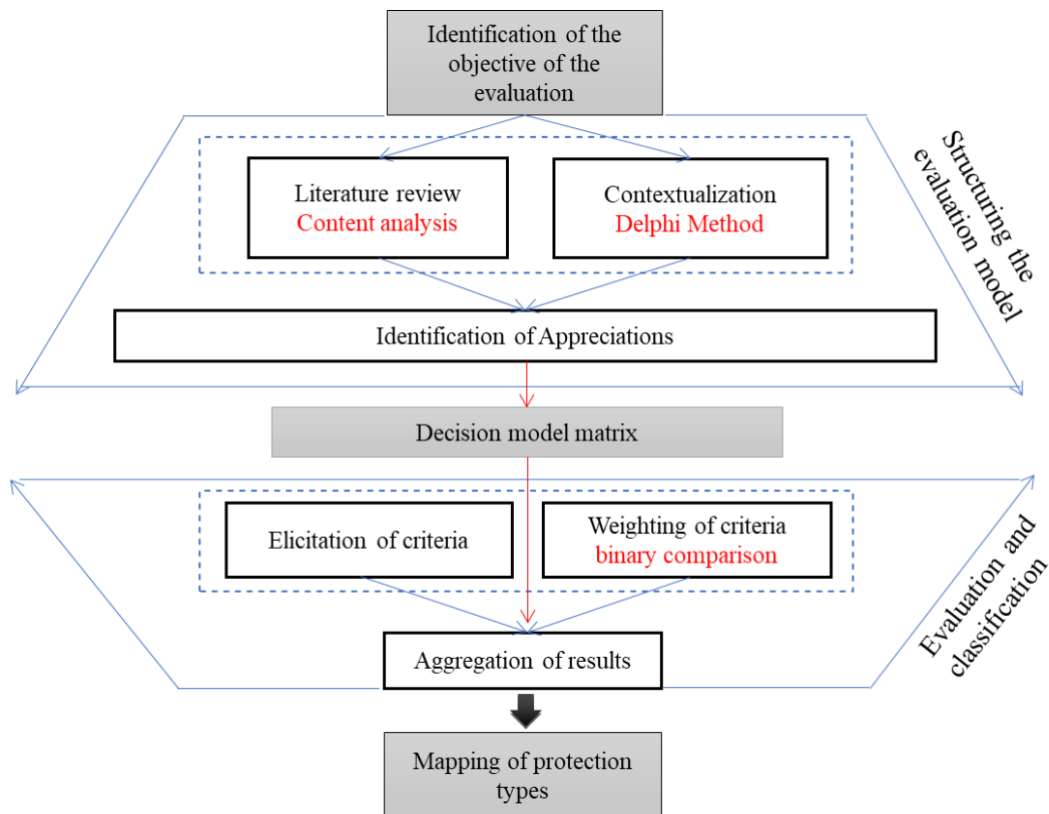 Identification of the
objective of the
evaluation
Literature review
Content analysis
Contextualization
Delphi Method
Structuring the
evaluation model
Identification of Appreciations
Decision model matrix
Elicitation of criteria
Weighting of criteria
binary comparison
Evaluation and
classification
Aggregation of results
Mapping of protection
types